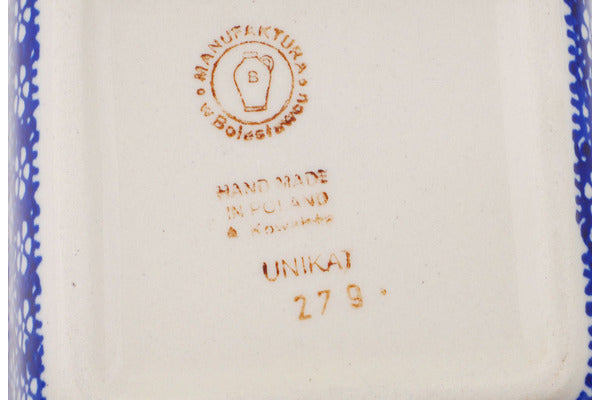 MANUFAKTURA
B
w Bolesławcu
HAND MADE
IN POLAND
UNIKAT
279.